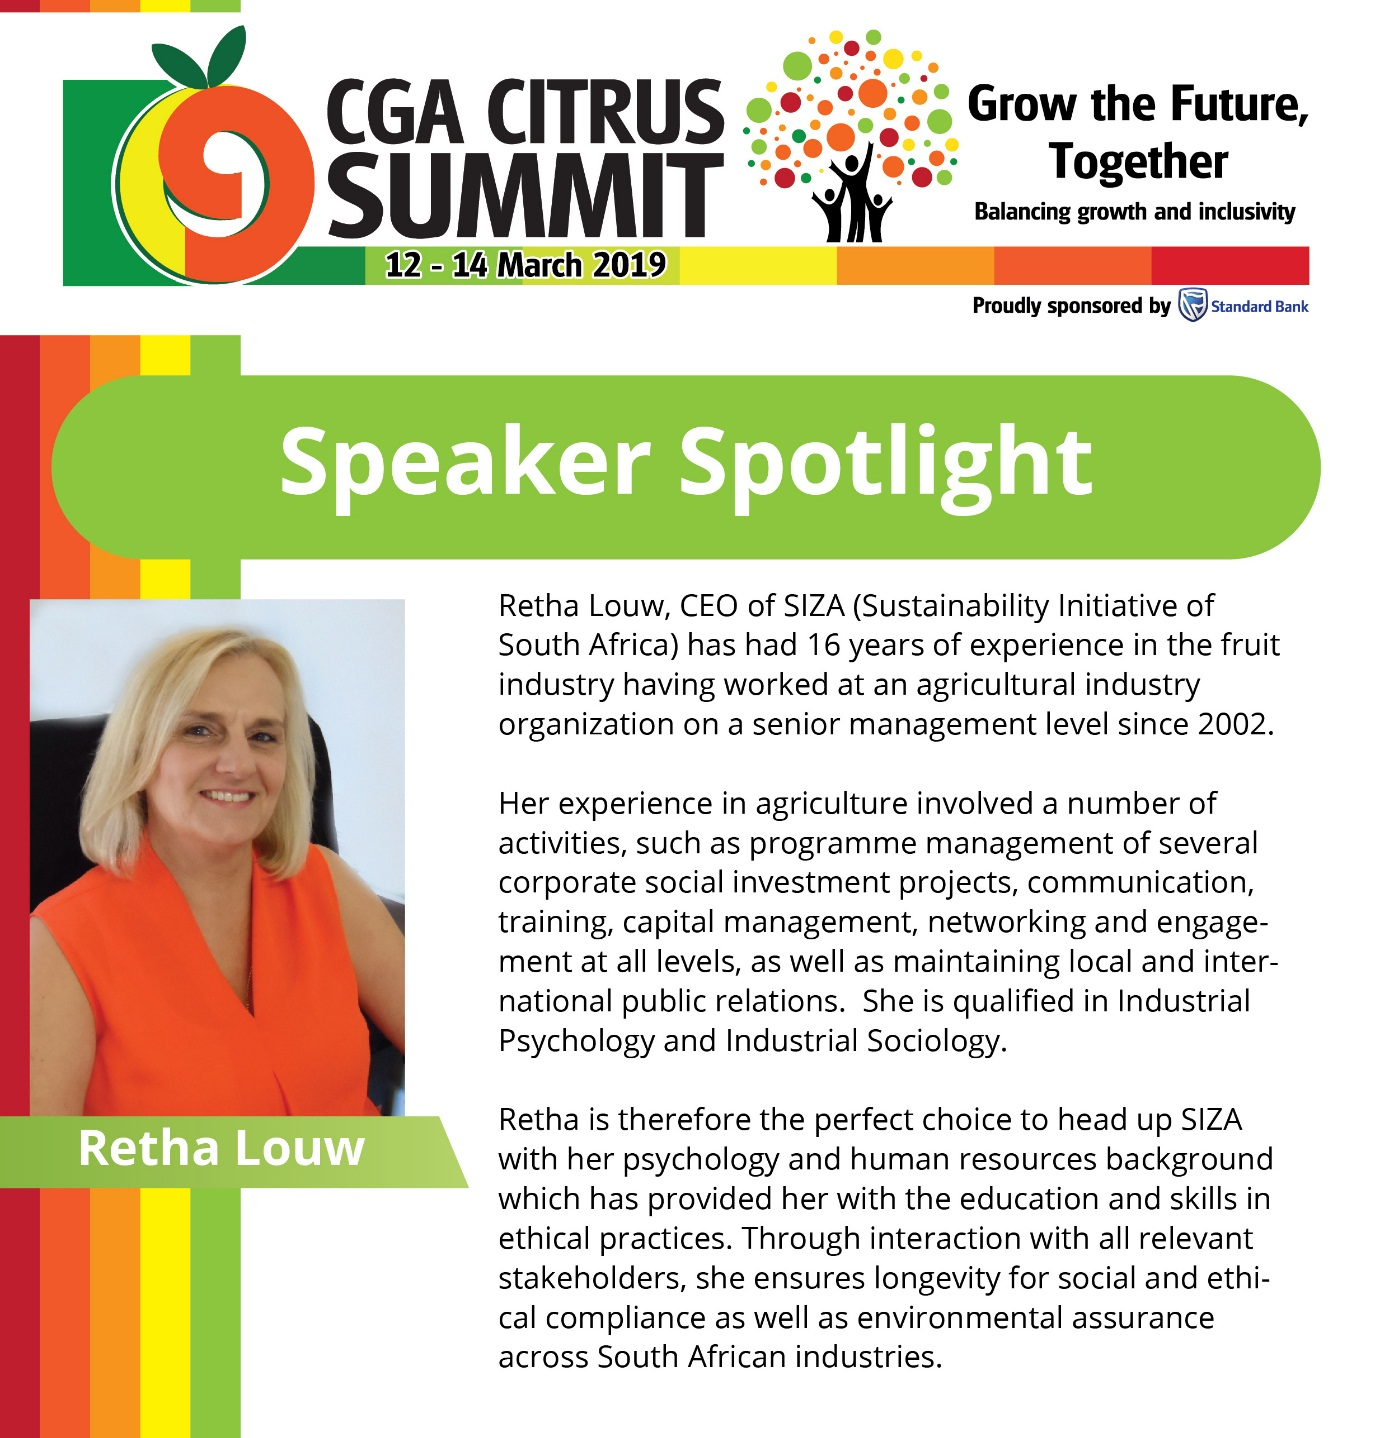 CGA CITRUS
SUMMIT
12 - 14 March 2019
Grow the Future,
Together
Balancing growth and inclusivity
Proudly sponsored by Standard Bank
Speaker Spotlight
Retha Louw, CEO of SIZA (Sustainability Initiative of
South Africa) has had 16 years of experience in the fruit
industry having worked at an agricultural industry
organization on a senior management level since 2002.
Her experience in agriculture involved a number of
activities, such as programme management of several
corporate social investment projects, communication,
training, capital management, networking and engage-
ment at all levels, as well as maintaining local and inter-
national public relations.  She is qualified in Industrial
Psychology and Industrial Sociology.
Retha is therefore the perfect choice to head up SIZA
with her psychology and human resources background
which has provided her with the education and skills in
ethical practices. Through interaction with all relevant
stakeholders, she ensures longevity for social and ethi-
cal compliance as well as environmental assurance
across South African industries.
Retha Louw